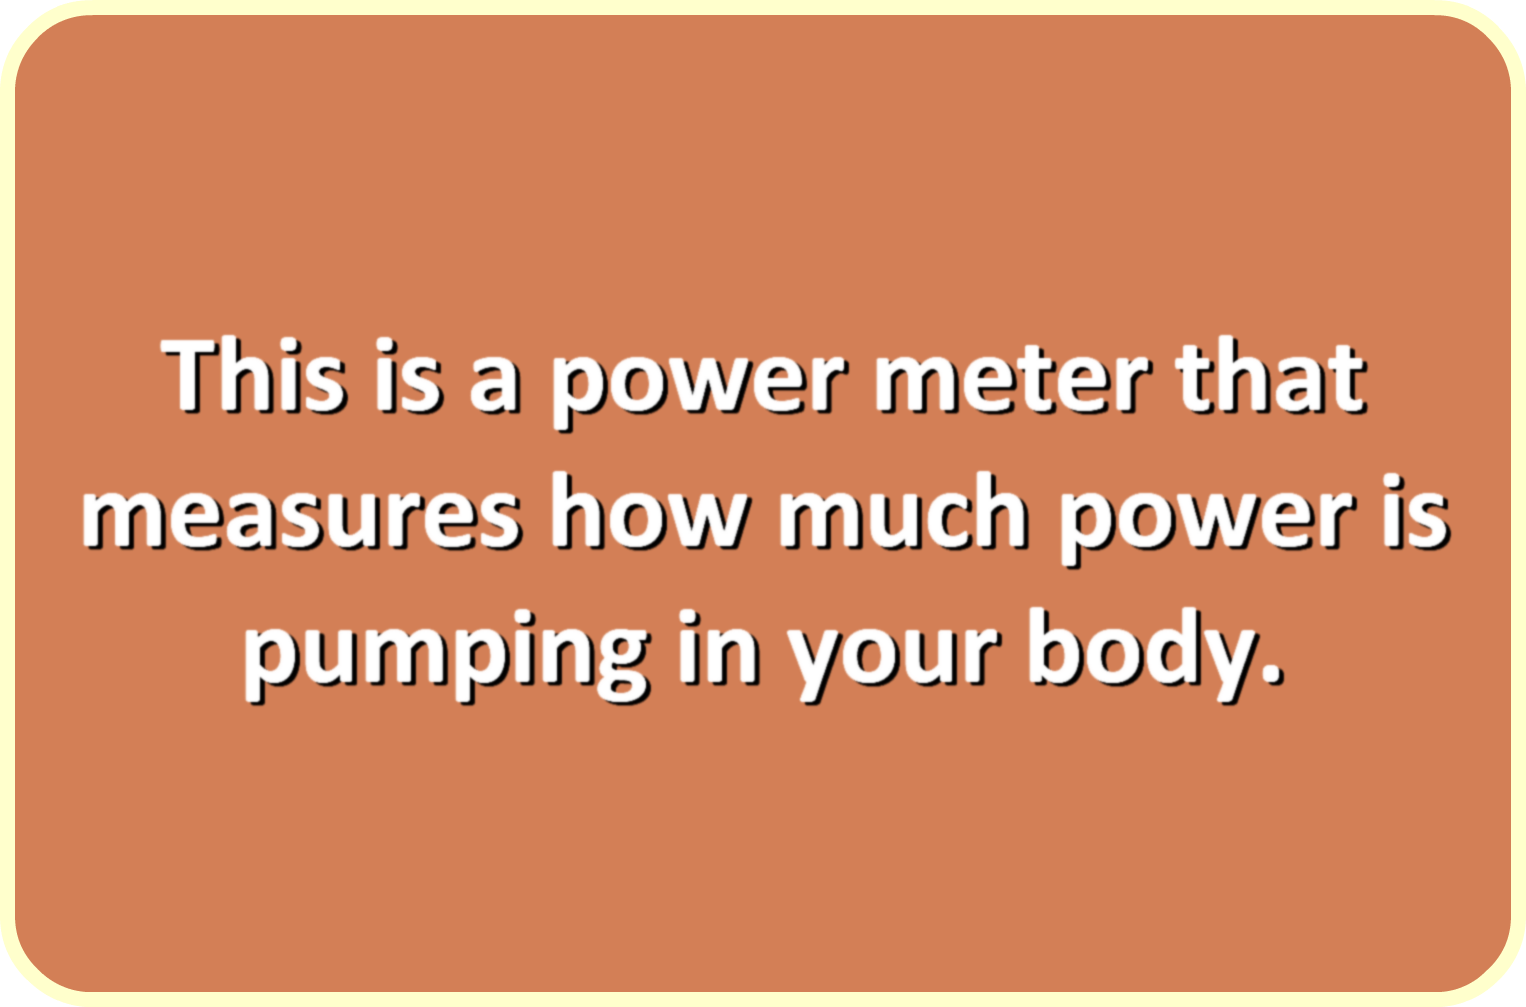 This is a power meter that
measures how much power is
pumping in your body.